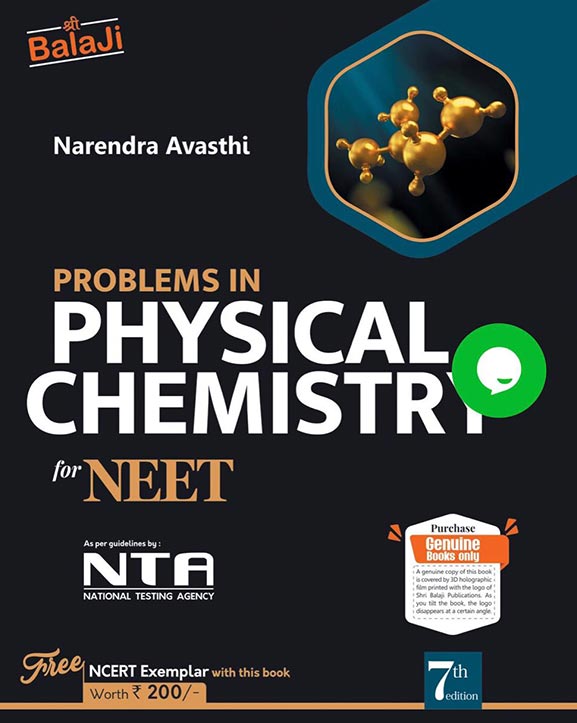 श्री
BalaJi
Narendra Avasthi
PROBLEMS IN
PHYSICAL
CHEMISTRY
for NEET
As per guidelines by :
NTA
NATIONAL TESTING AGENCY
Purchase
Genuine
Books only
A genuine copy of this book
is covered by 3D holographic
film printed with the logo of
Shri Balaji Publications. As
you tilt the book, the logo
disappears at a certain angle.
Free NCERT Exemplar with this book
Worth ₹ 200/-
7th
edition